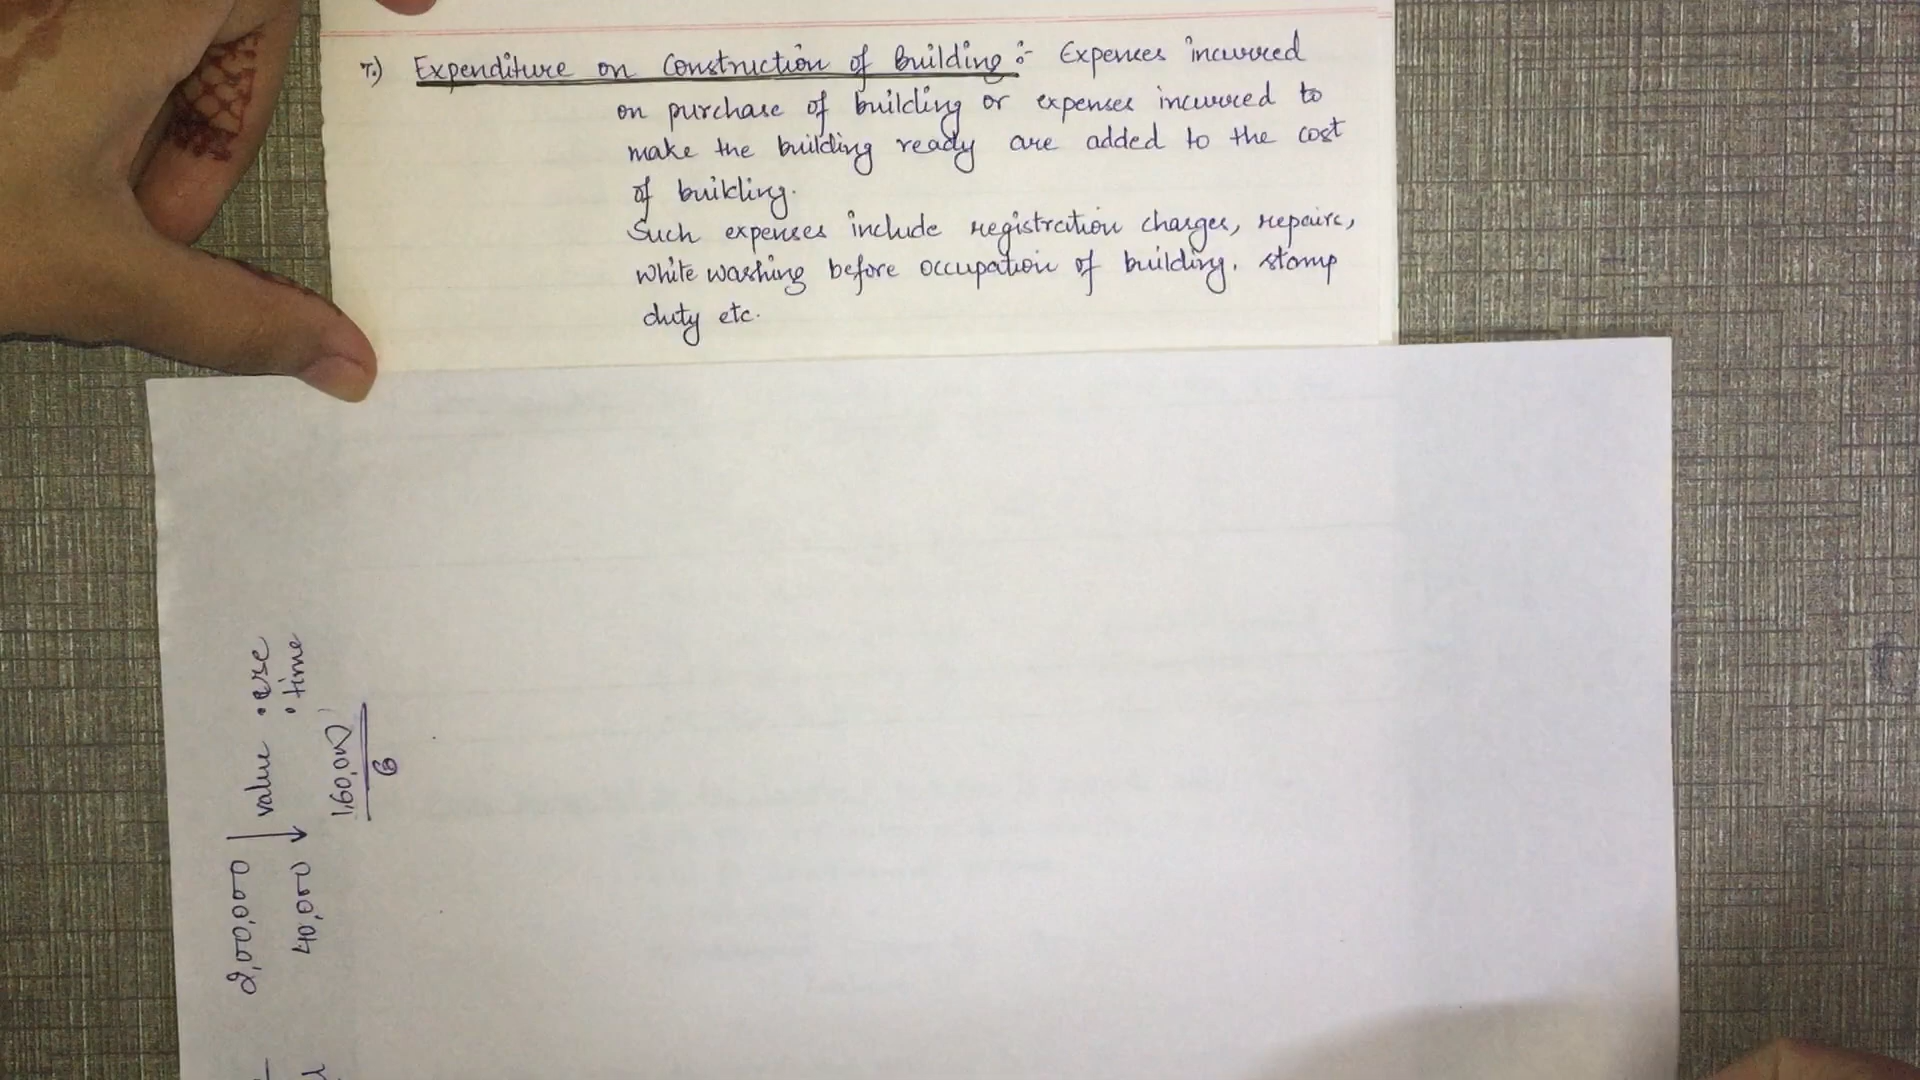 7.) Expenditure on Construction of building :- Expenses incurred
on purchase of building or expenses incurred to
make the building ready are added to the cost
of building.
Such expenses include registration charges, repairs,
white washing before occupation of building. stamp
duty etc.
2,00,000 value • use
40,000 • time
1,60,000
6